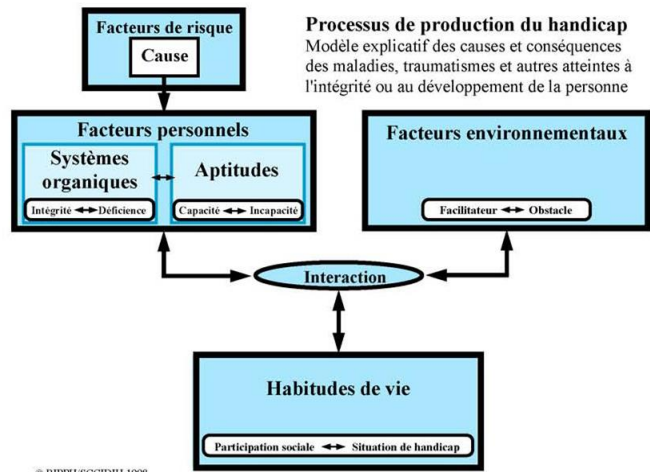 Facteurs de risque
Cause
Processus de production du handicap
Modèle explicatif des causes et conséquences
des maladies, traumatismes et autres atteintes à
l'intégrité ou au développement de la personne
Facteurs personnels
Systèmes
organiques
Intégrité Déficience
Aptitudes
Capacité Incapacité
Facteurs environnementaux
Facilitateur Obstacle
Interaction
Habitudes de vie
Participation sociale Situation de handicap